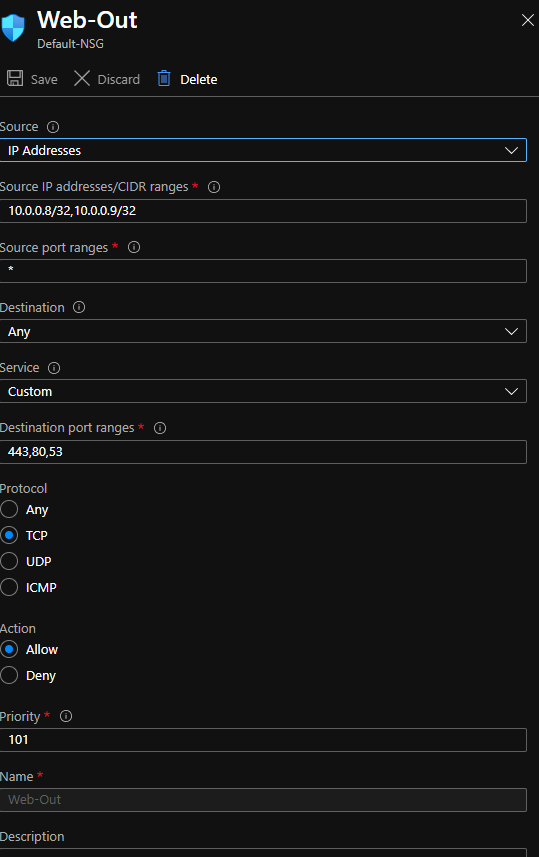 Web-Out
Default-NSG
Save Discard Delete
Source
IP Addresses
Source IP addresses/CIDR ranges *
10.0.0.8/32,10.0.0.9/32
Source port ranges *
*
Destination
Any
Service
Custom
Destination port ranges *
443,80,53
Protocol
Any
TCP
UDP
ICMP
Action
Allow
Deny
Priority *
101
Name *
Web-Out
Description